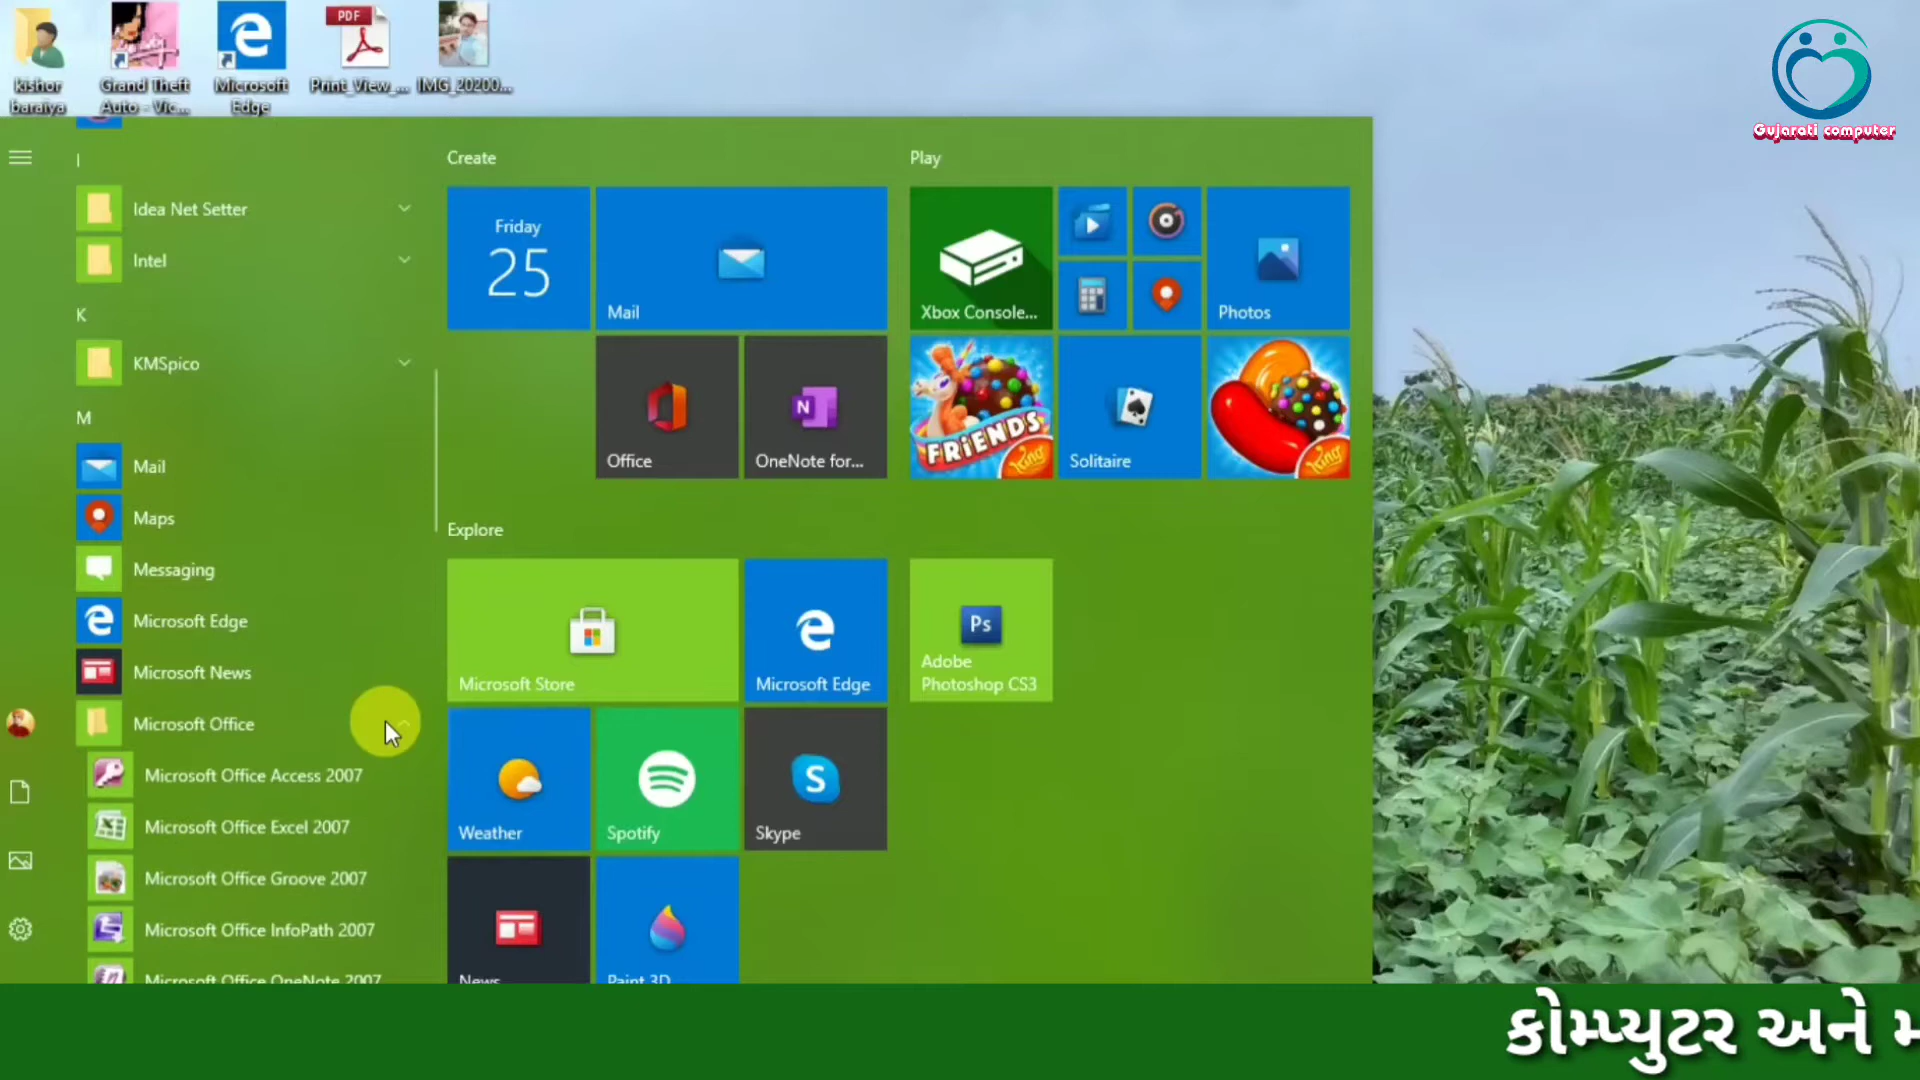 PDF
kishor
baraiya
Grand Theft
Auto - Vic...
Microsoft
Edge
Print_View_...
IMG_20200...
Gujarati computer
I
Idea Net Setter
Intel
K
KMSpico
M
Mail
Maps
Messaging
Microsoft Edge
Microsoft News
Microsoft Office
Microsoft Office Access 2007
Microsoft Office Excel 2007
Microsoft Office Groove 2007
Microsoft Office InfoPath 2007
Microsoft Office OneNote 2007
Create
Friday
25
Mail
Office
N
OneNote for...
Play
Xbox Console...
Photos
FRIENDS
King
Solitaire
King
Explore
Microsoft Store
Microsoft Edge
Ps
Adobe
Photoshop CS3
Weather
Spotify
S
Skype
News
Paint 3D
કોમ્પ્યુટર અને